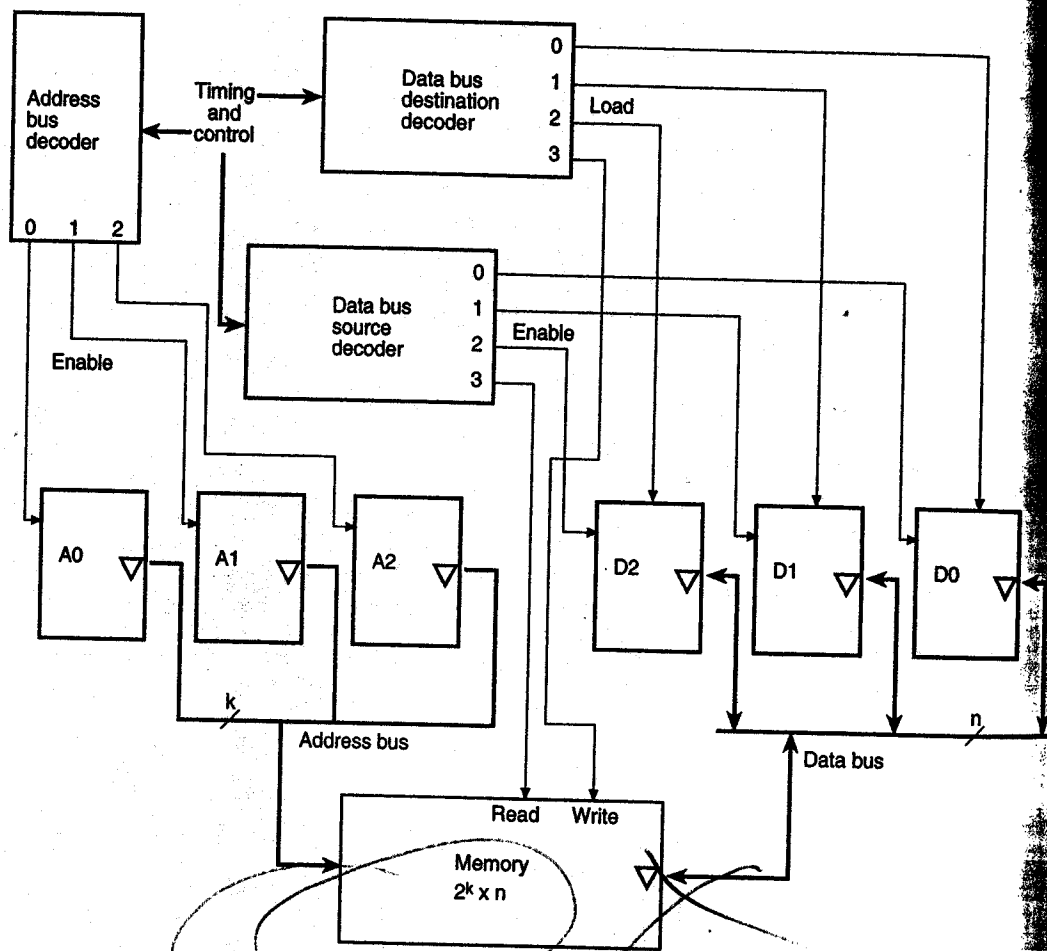 Address
bus
decoder
0 1 2
Timing
and
control
Data bus
destination
decoder
0
1
2
3
Load
Data bus
source
decoder
0
1
2
3
Enable
Enable
A0
A1
A2
D2
D1
D0
k
Address bus
n
Data bus
Read Write
Memory
2ᵏ x n